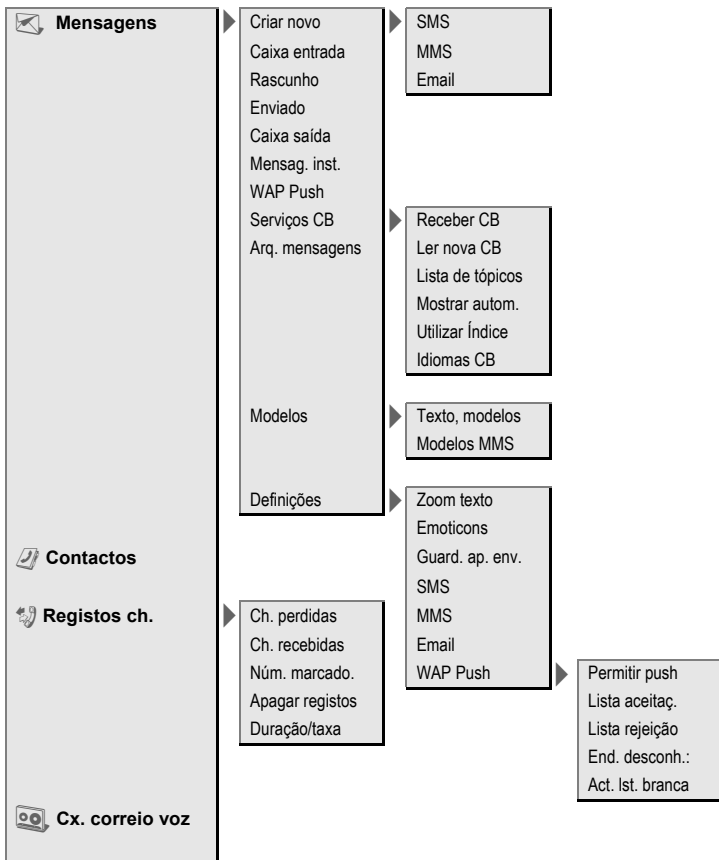 Mensagens
Criar novo
SMS
MMS
Email
Caixa entrada
Rascunho
Enviado
Caixa saída
Mensag. inst.
WAP Push
Serviços CB
Receber CB
Ler nova CB
Lista de tópicos
Mostrar autom.
Utilizar Índice
Idiomas CB
Arq. mensagens
Modelos
Texto, modelos
Modelos MMS
Definições
Zoom texto
Emoticons
Guard. ap. env.
SMS
MMS
Email
WAP Push
Permitir push
Lista aceitaç.
Lista rejeição
End. desconh.:
Act. lst. branca
Contactos
Registos ch.
Ch. perdidas
Ch. recebidas
Núm. marcado.
Apagar registos
Duração/taxa
Cx. correio voz